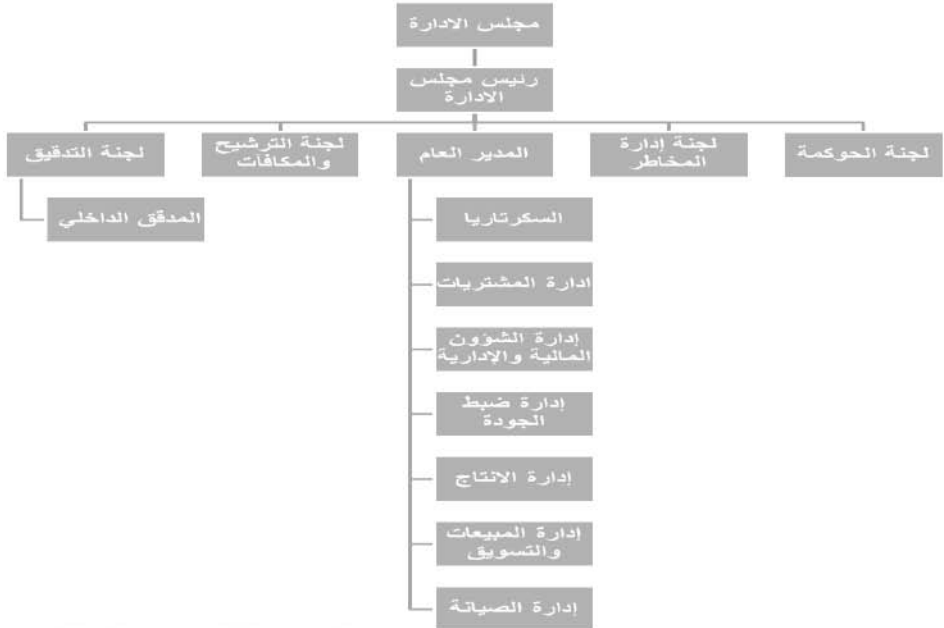 مجلس الادارة
رئيس مجلس
الادارة
لجنة الحوكمة
لجنة إدارة
المخاطر
المدير العام
لجنة الترشيح
والمكافآت
لجنة التدقيق
المدقق الداخلي
السكرتاريا
ادارة المشتريات
إدارة الشؤون
المالية والإدارية
إدارة ضبط
الجودة
إدارة الانتاج
إدارة المبيعات
والتسويق
إدارة الصيانة